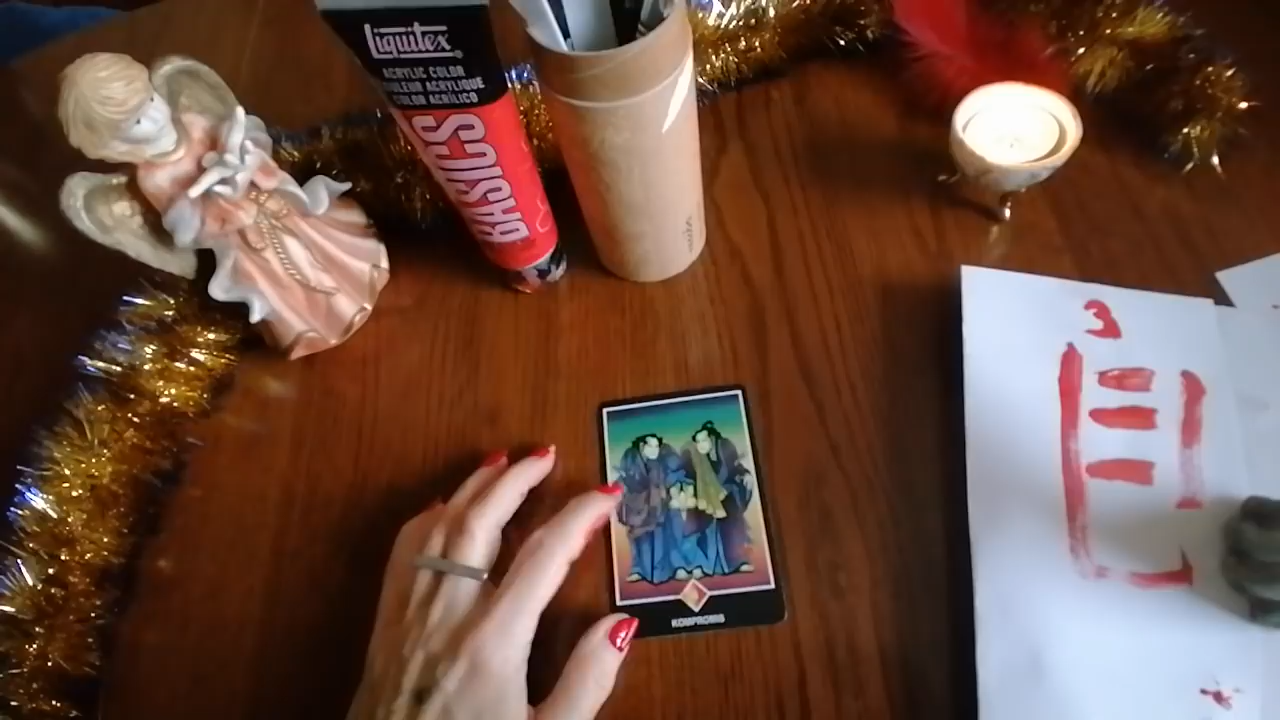 Liquitex®
ACRYLIC COLOR
COULEUR ACRYLIQUE
COLOR ACRÍLICO
BASICS
KOMPROMIS
3